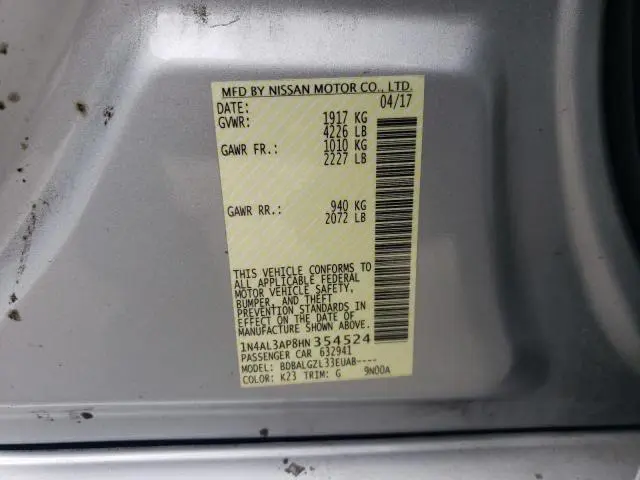 MFD BY NISSAN MOTOR CO., LTD.
DATE: 04/17
GVWR: 1917 KG
4226 LB
GAWR FR.: 1010 KG
2227 LB
GAWR RR.: 940 KG
2072 LB
THIS VEHICLE CONFORMS TO
ALL APPLICABLE FEDERAL
MOTOR VEHICLE SAFETY,
BUMPER, AND THEFT
PREVENTION STANDARDS IN
EFFECT ON THE DATE OF
MANUFACTURE SHOWN ABOVE.
1N4AL3AP8HN354524
PASSENGER CAR 632941
MODEL: BDBALGZL33EUAB----
COLOR: K23 TRIM: G 9N00A